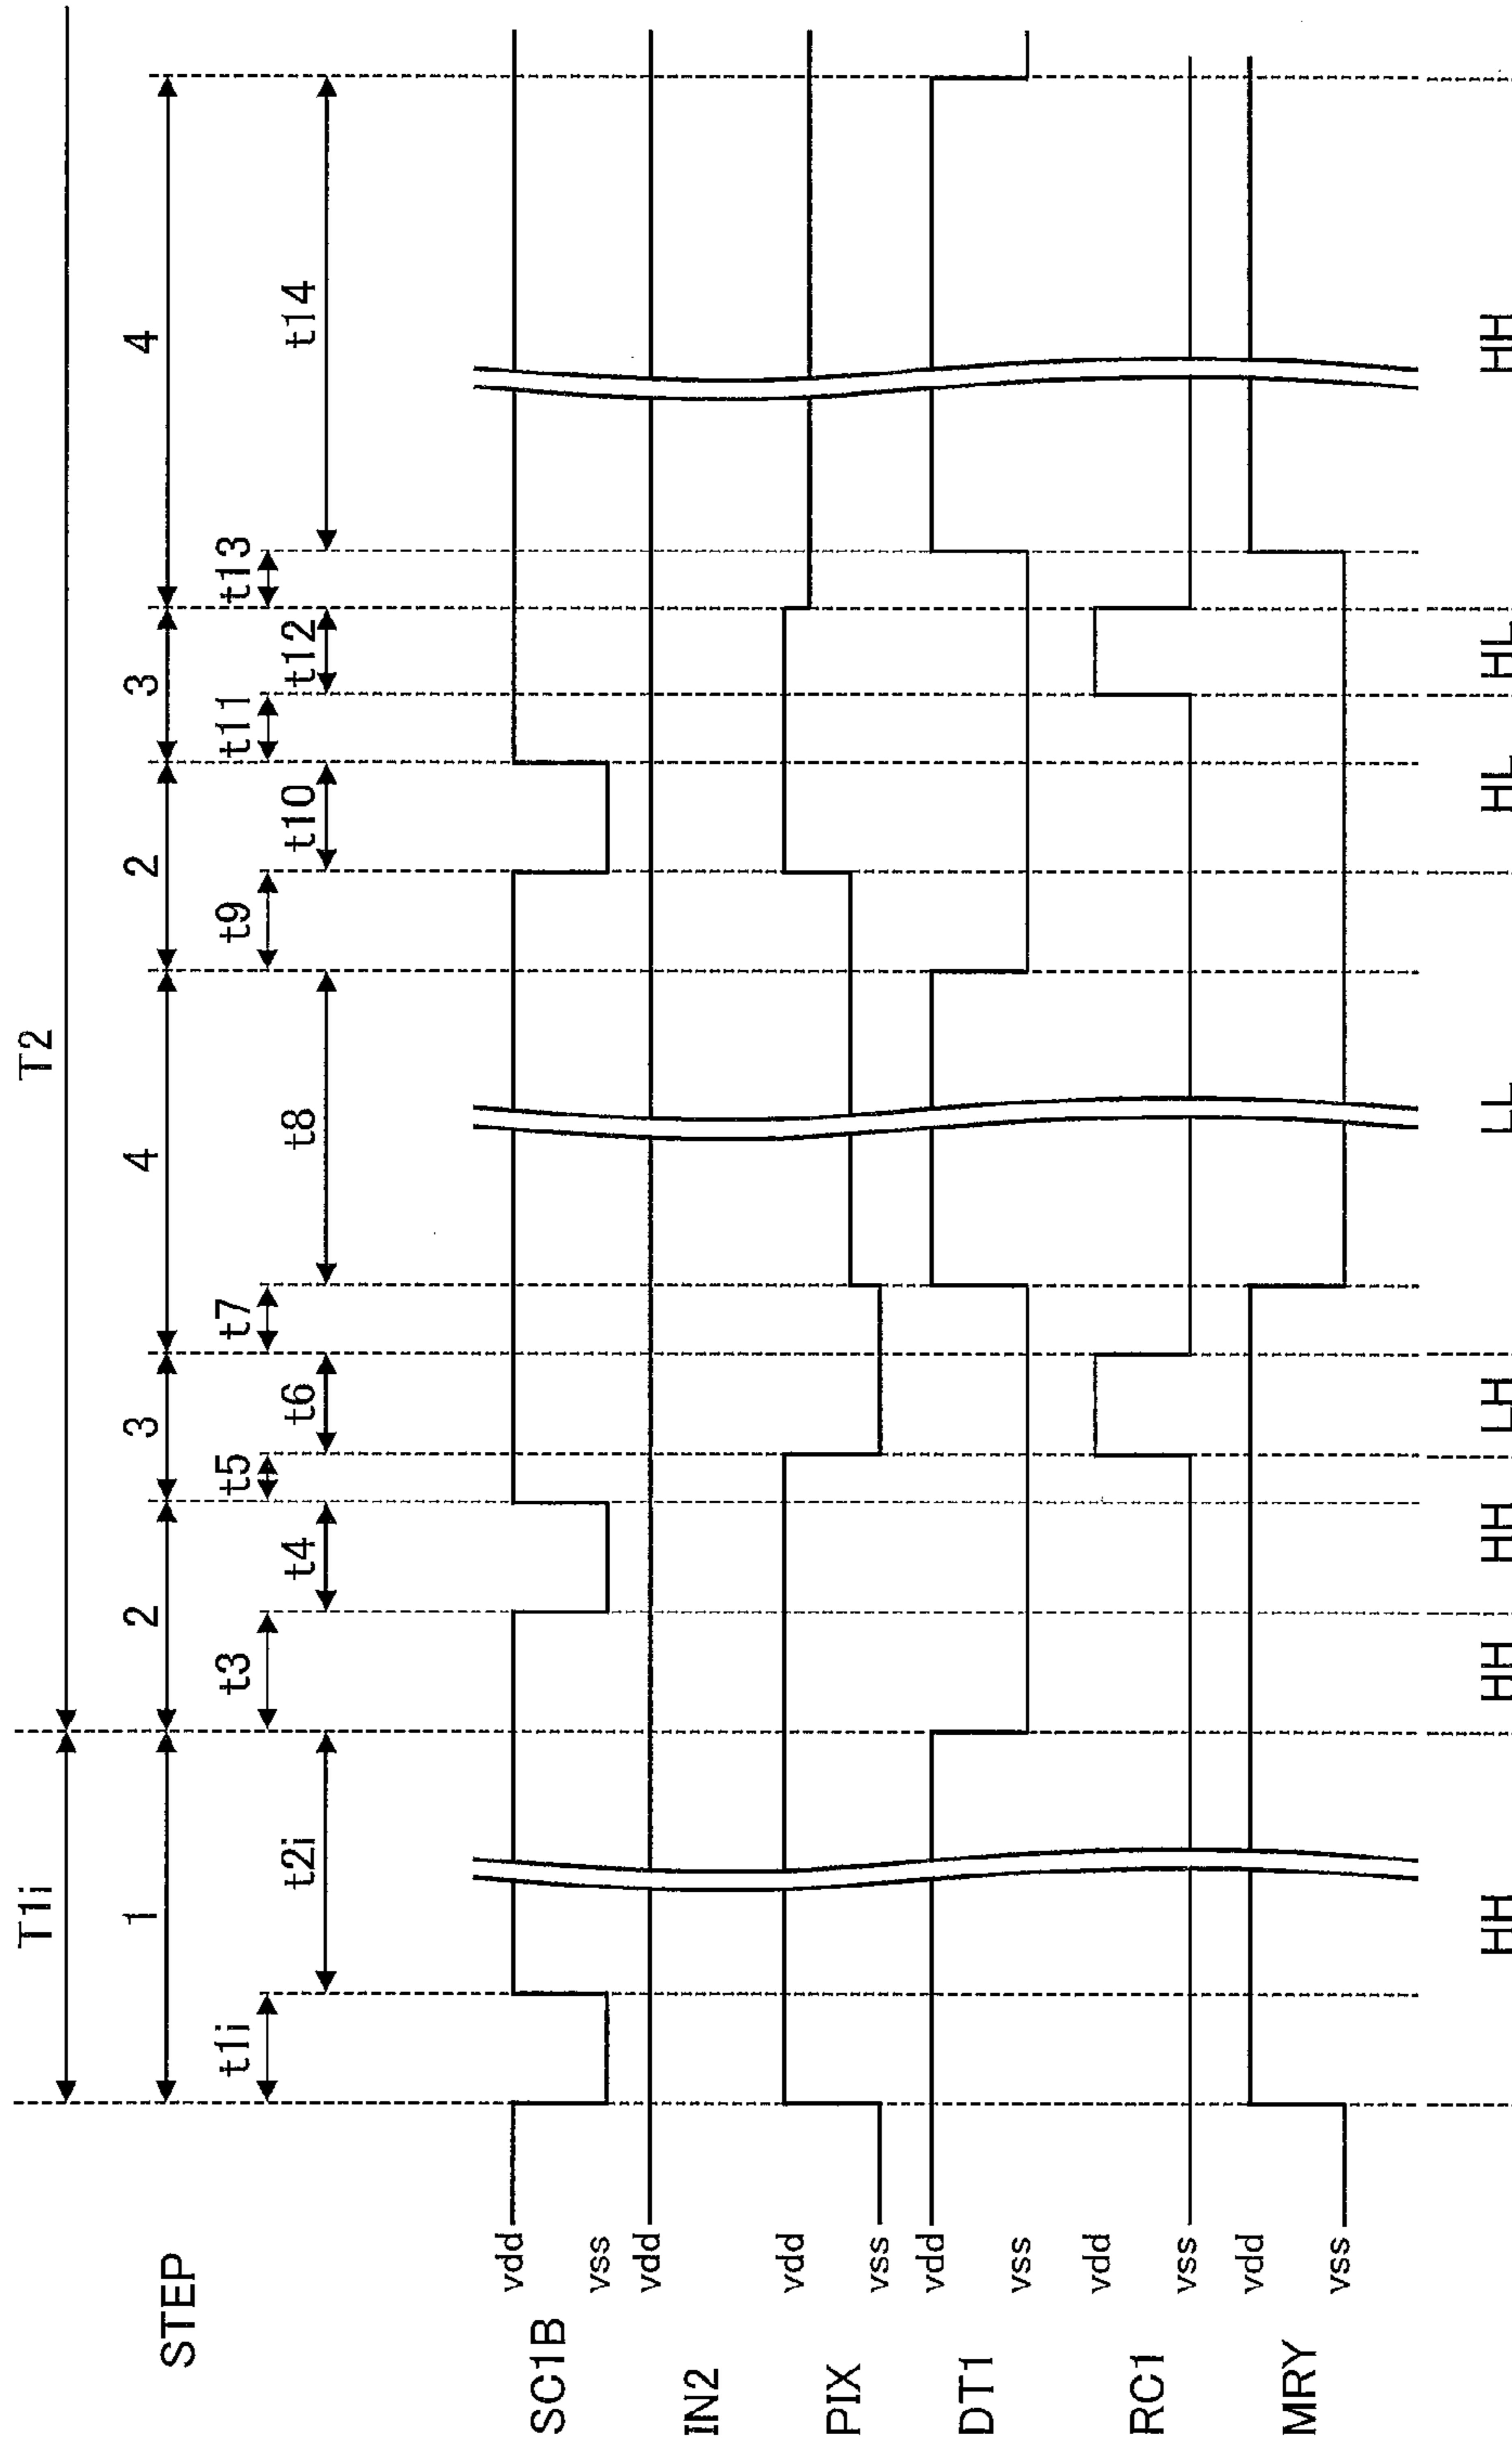 T1i T2
STEP 1 2 3 4 2 3 4
t1i t3 t5 t7 t9 t11 t13
t2i t4 t6 t8 t10 t12 t14
vdd
SC1B
vss
vdd
IN2
vdd
PIX
vss
vdd
DT1
vss
vdd
RC1
vss
vdd
MRY
vss
HH HH HH LH LL HL HL HH